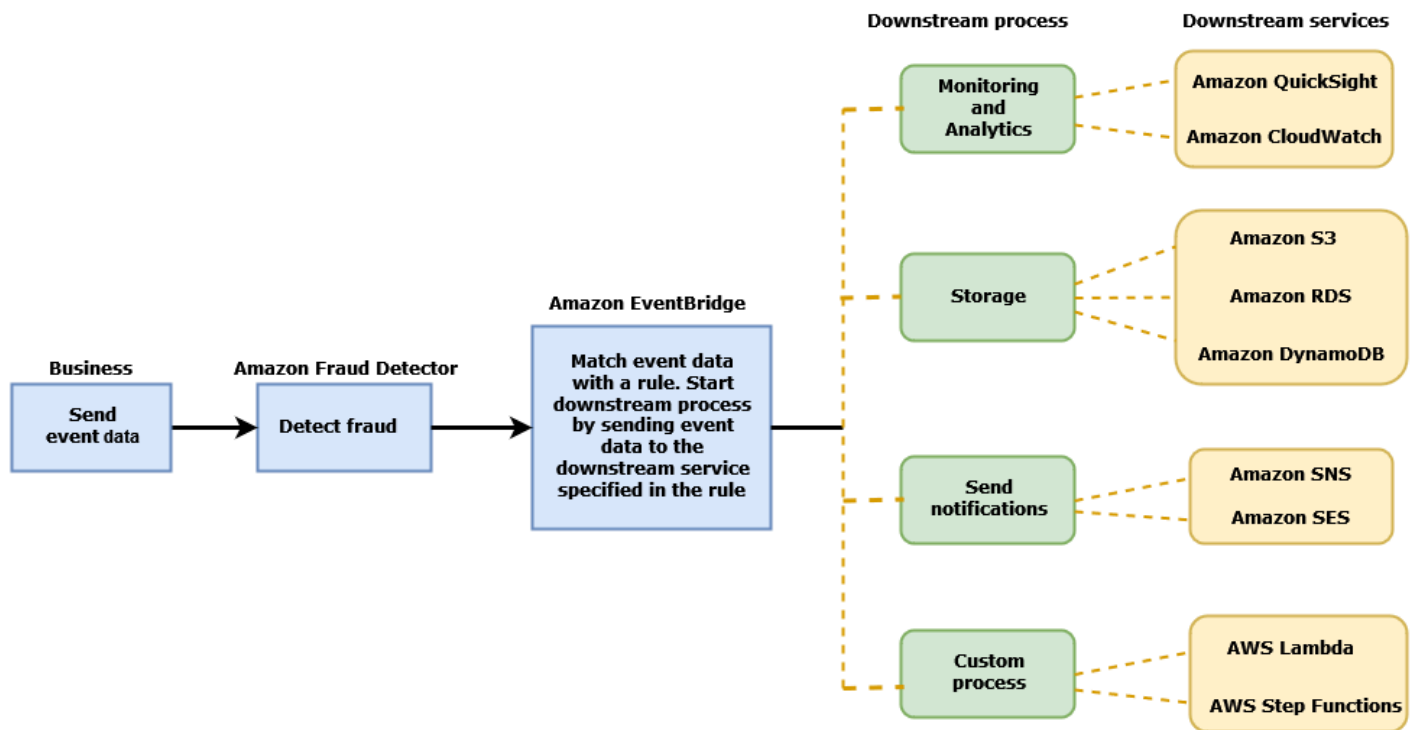 Downstream process
Downstream services
Business
Send
event data
Amazon Fraud Detector
Detect fraud
Amazon EventBridge
Match event data
with a rule. Start
downstream process
by sending event
data to the
downstream service
specified in the rule
Monitoring
and
Analytics
Amazon QuickSight
Amazon CloudWatch
Storage
Amazon S3
Amazon RDS
Amazon DynamoDB
Send
notifications
Amazon SNS
Amazon SES
Custom
process
AWS Lambda
AWS Step Functions